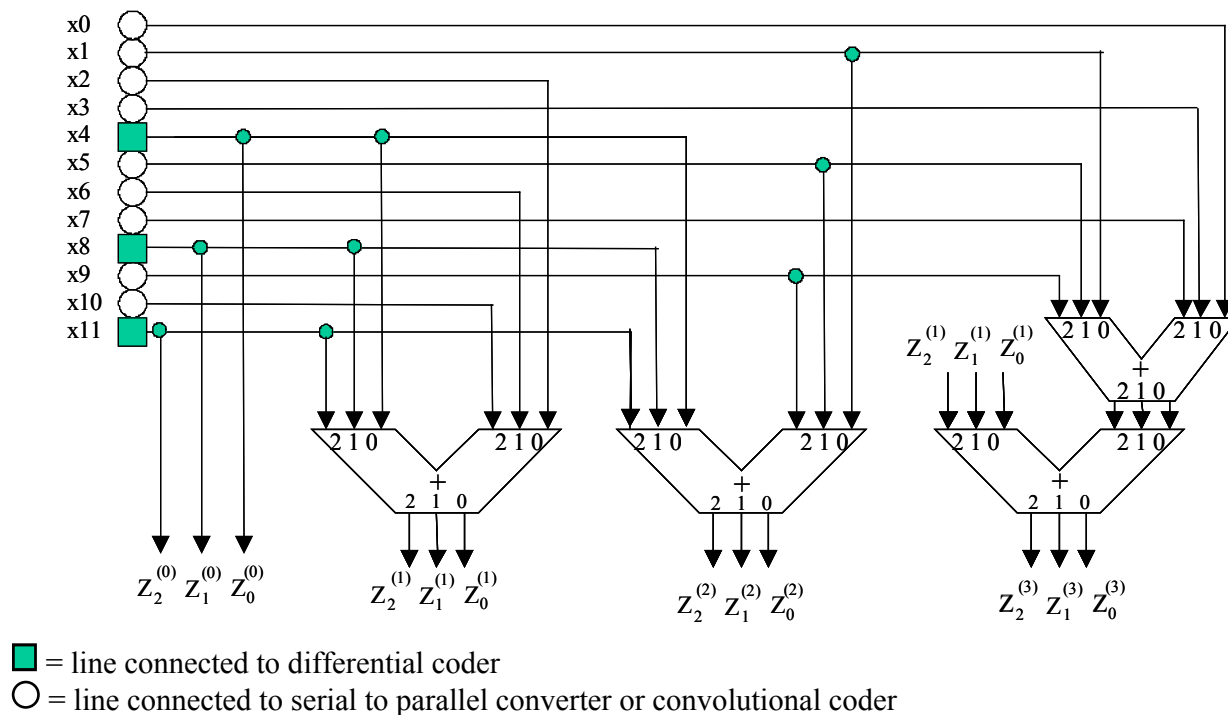 x0
x1
x2
x3
x4
x5
x6
x7
x8
x9
x10
x11
2 1 0 2 1 0
+
2 1 0
Z₂⁽¹⁾ Z₁⁽¹⁾ Z₀⁽¹⁾
2 1 0 2 1 0
+
2 1 0
2 1 0 2 1 0
+
2 1 0
2 1 0 2 1 0
+
2 1 0
Z₂⁽⁰⁾ Z₁⁽⁰⁾ Z₀⁽⁰⁾
Z₂⁽¹⁾ Z₁⁽¹⁾ Z₀⁽¹⁾
Z₂⁽²⁾ Z₁⁽²⁾ Z₀⁽²⁾
Z₂⁽³⁾ Z₁⁽³⁾ Z₀⁽³⁾
= line connected to differential coder
= line connected to serial to parallel converter or convolutional coder